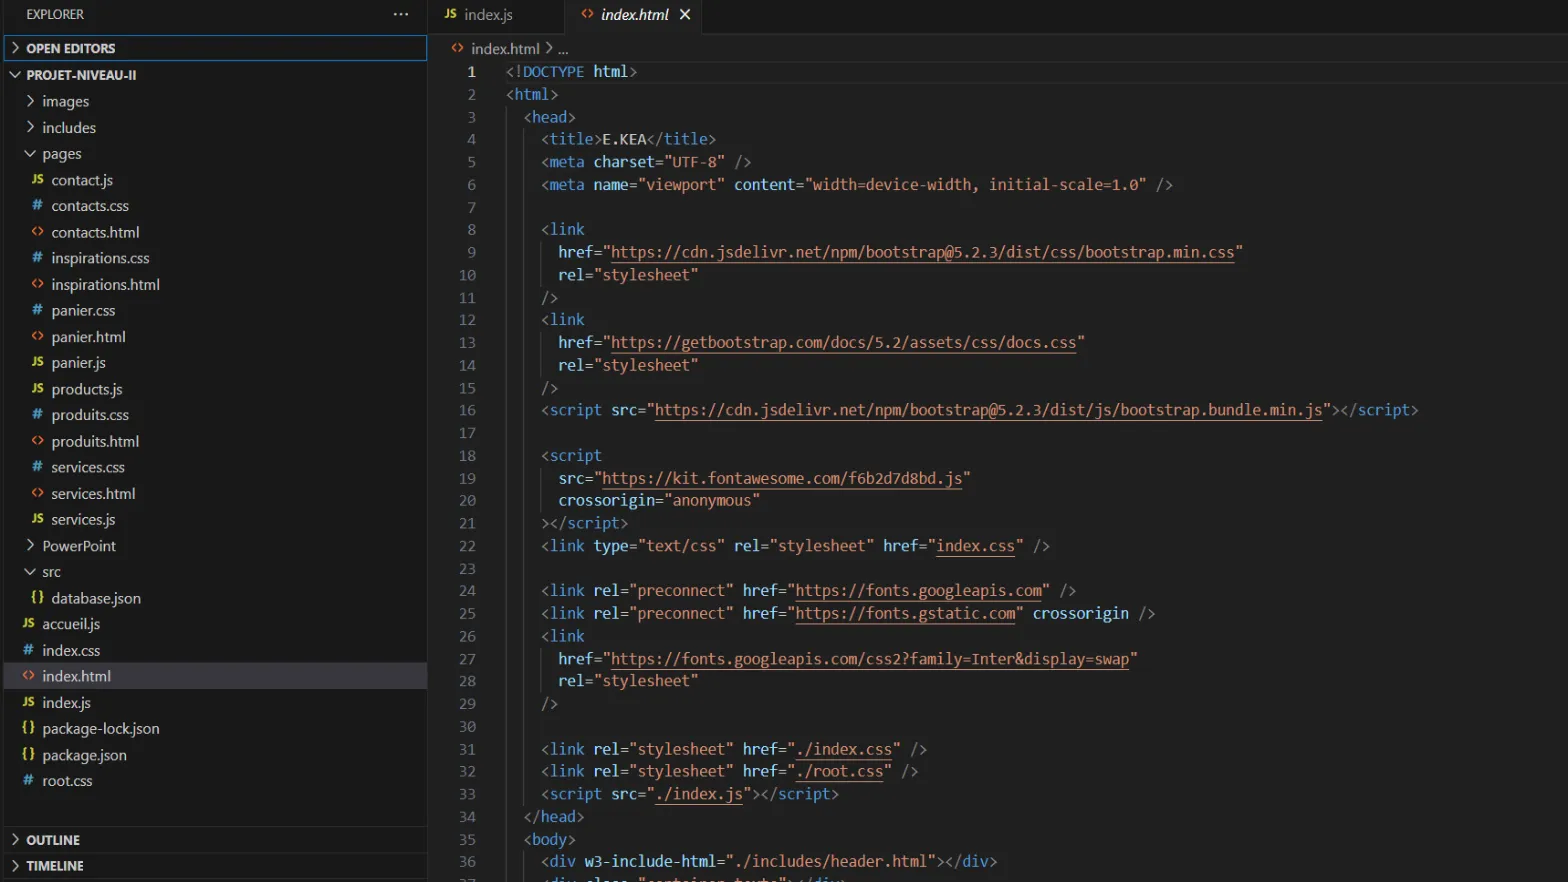 EXPLORER
OPEN EDITORS
PROJET-NIVEAU-II
images
includes
pages
JS contact.js
# contacts.css
<> contacts.html
# inspirations.css
<> inspirations.html
# panier.css
<> panier.html
JS panier.js
JS products.js
# produits.css
<> produits.html
# services.css
<> services.html
JS services.js
PowerPoint
src
{} database.json
JS accueil.js
# index.css
<> index.html
JS index.js
{} package-lock.json
{} package.json
# root.css
OUTLINE
TIMELINE
JS index.js
<> index.html
<> index.html > ...
1 <!DOCTYPE html>
2 <html>
3 <head>
4 <title>E.KEA</title>
5 <meta charset="UTF-8" />
6 <meta name="viewport" content="width=device-width, initial-scale=1.0" />
7
8 <link
9 href="https://cdn.jsdelivr.net/npm/bootstrap@5.2.3/dist/css/bootstrap.min.css"
10 rel="stylesheet"
11 />
12 <link
13 href="https://getbootstrap.com/docs/5.2/assets/css/docs.css"
14 rel="stylesheet"
15 />
16 <script src="https://cdn.jsdelivr.net/npm/bootstrap@5.2.3/dist/js/bootstrap.bundle.min.js"></script>
17
18 <script
19 src="https://kit.fontawesome.com/f6b2d7d8bd.js"
20 crossorigin="anonymous"
21 ></script>
22 <link type="text/css" rel="stylesheet" href="index.css" />
23
24 <link rel="preconnect" href="https://fonts.googleapis.com" />
25 <link rel="preconnect" href="https://fonts.gstatic.com" crossorigin />
26 <link
27 href="https://fonts.googleapis.com/css2?family=Inter&display=swap"
28 rel="stylesheet"
29 />
30
31 <link rel="stylesheet" href="./index.css" />
32 <link rel="stylesheet" href="./root.css" />
33 <script src="./index.js"></script>
34 </head>
35 <body>
36 <div w3-include-html="./includes/header.html"></div>